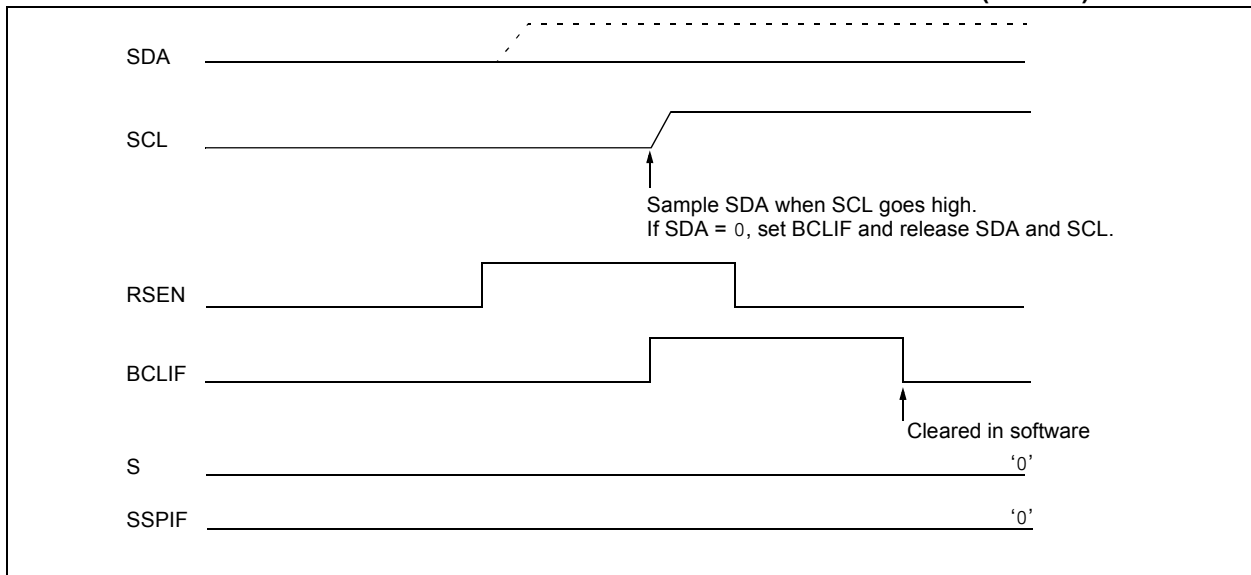 SDA
SCL
Sample SDA when SCL goes high.
If SDA = 0, set BCLIF and release SDA and SCL.
RSEN
BCLIF
Cleared in software
S
‘0’
SSPIF
‘0’